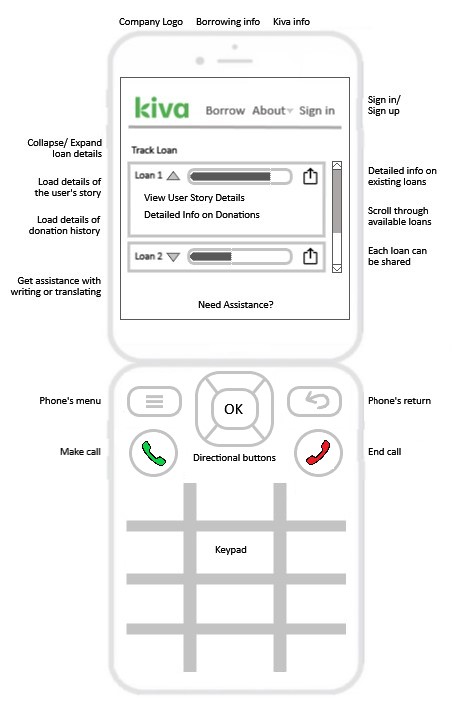 Company Logo Borrowing info Kiva info
kiva Borrow About Sign in
Sign in/
Sign up
Collapse/ Expand
loan details
Track Loan
Loan 1
Detailed info on
existing loans
Load details of
the user's story
View User Story Details
Detailed Info on Donations
Scroll through
available loans
Load details of
donation history
Loan 2
Each loan can
be shared
Get assistance with
writing or translating
Need Assistance?
Phone's menu
OK
Phone's return
Make call
Directional buttons
End call
Keypad